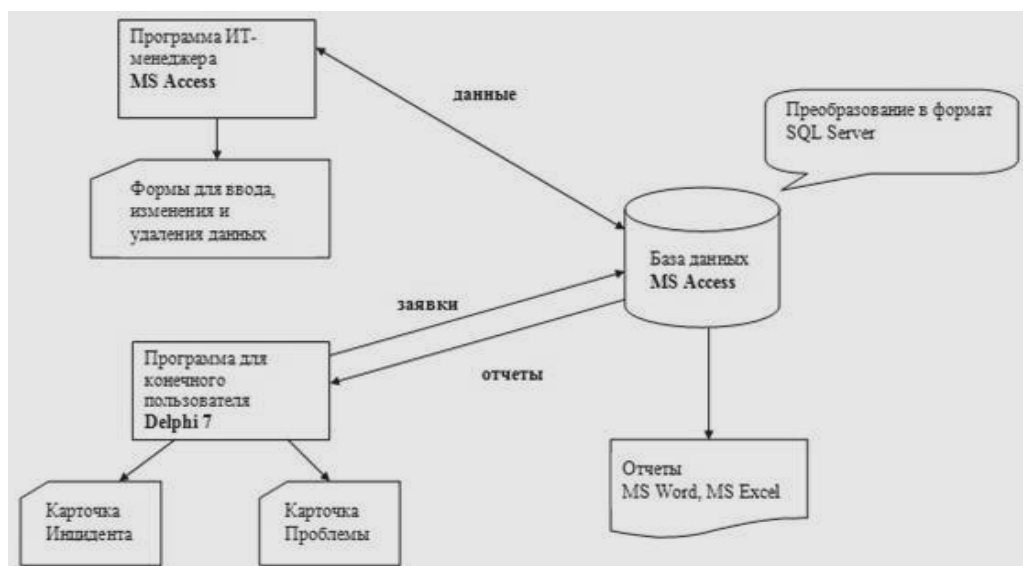 Программа ИТ-
менеджера
MS Access
данные
Преобразование в формат
SQL Server
Формы для ввода,
изменения и
удаления данных
База данных
MS Access
заявки
отчеты
Программа для
конечного
пользователя
Delphi 7
Отчеты
MS Word, MS Excel
Карточка
Инцидента
Карточка
Проблемы